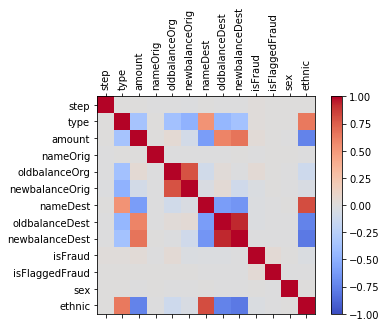 step
type
amount
nameOrig
oldbalanceOrg
newbalanceOrig
nameDest
oldbalanceDest
newbalanceDest
isFraud
isFlaggedFraud
sex
ethnic
step
type
amount
nameOrig
oldbalanceOrg
newbalanceOrig
nameDest
oldbalanceDest
newbalanceDest
isFraud
isFlaggedFraud
sex
ethnic
1.00
0.75
0.50
0.25
0.00
−0.25
−0.50
−0.75
−1.00